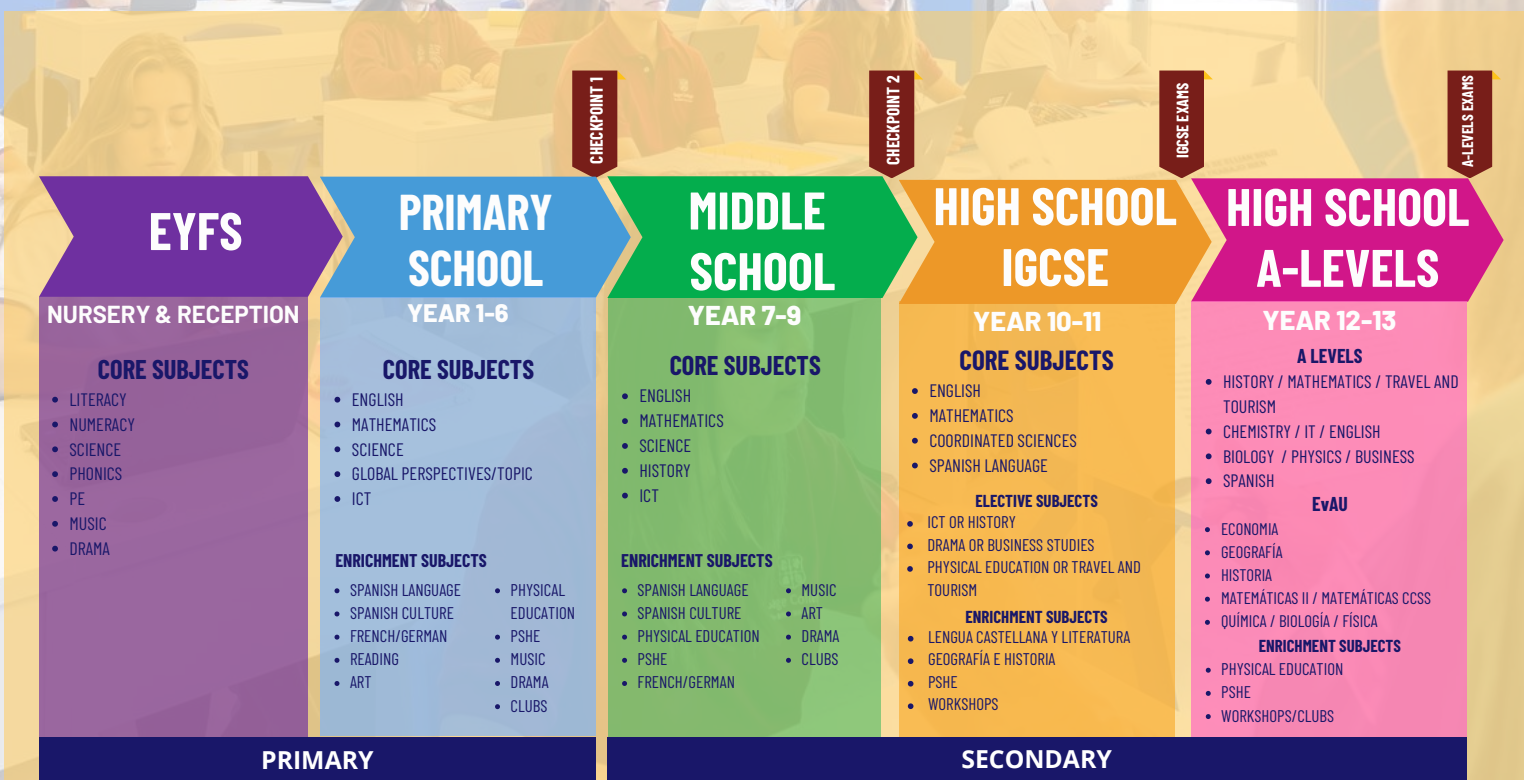 CHECKPOINT 1
CHECKPOINT 2
IGCSE EXAMS
A-LEVELS EXAMS
EYFS
NURSERY & RECEPTION
CORE SUBJECTS
• LITERACY
• NUMERACY
• SCIENCE
• PHONICS
• PE
• MUSIC
• DRAMA
PRIMARY
SCHOOL
YEAR 1-6
CORE SUBJECTS
• ENGLISH
• MATHEMATICS
• SCIENCE
• GLOBAL PERSPECTIVES/TOPIC
• ICT
ENRICHMENT SUBJECTS
• SPANISH LANGUAGE
• SPANISH CULTURE
• FRENCH/GERMAN
• READING
• ART
• PHYSICAL
EDUCATION
• PSHE
• MUSIC
• DRAMA
• CLUBS
MIDDLE
SCHOOL
YEAR 7-9
CORE SUBJECTS
• ENGLISH
• MATHEMATICS
• SCIENCE
• HISTORY
• ICT
ENRICHMENT SUBJECTS
• SPANISH LANGUAGE
• SPANISH CULTURE
• PHYSICAL EDUCATION
• PSHE
• FRENCH/GERMAN
• MUSIC
• ART
• DRAMA
• CLUBS
HIGH SCHOOL
IGCSE
YEAR 10-11
CORE SUBJECTS
• ENGLISH
• MATHEMATICS
• COORDINATED SCIENCES
• SPANISH LANGUAGE
ELECTIVE SUBJECTS
• ICT OR HISTORY
• DRAMA OR BUSINESS STUDIES
• PHYSICAL EDUCATION OR TRAVEL AND
TOURISM
ENRICHMENT SUBJECTS
• LENGUA CASTELLANA Y LITERATURA
• GEOGRAFÍA E HISTORIA
• PSHE
• WORKSHOPS
HIGH SCHOOL
A-LEVELS
YEAR 12-13
A LEVELS
• HISTORY / MATHEMATICS / TRAVEL AND
TOURISM
• CHEMISTRY / IT / ENGLISH
• BIOLOGY / PHYSICS / BUSINESS
• SPANISH
EvAU
• ECONOMIA
• GEOGRAFÍA
• HISTORIA
• MATEMÁTICAS II / MATEMÁTICAS CCSS
• QUÍMICA / BIOLOGÍA / FÍSICA
ENRICHMENT SUBJECTS
• PHYSICAL EDUCATION
• PSHE
• WORKSHOPS/CLUBS
PRIMARY
SECONDARY